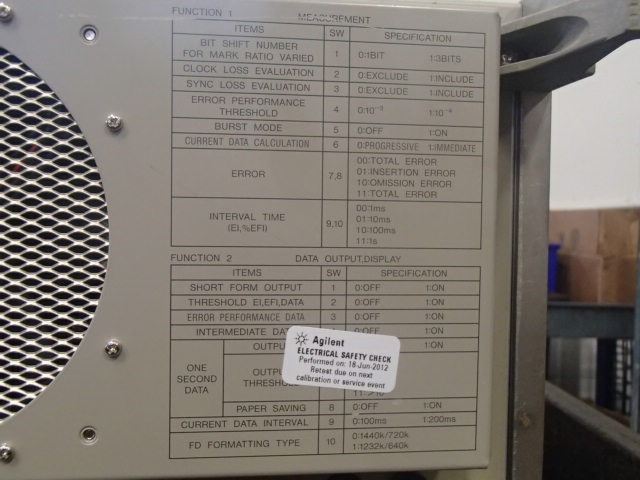 FUNCTION 1 MEASUREMENT
ITEMS SW SPECIFICATION
BIT SHIFT NUMBER
FOR MARK RATIO VARIED 1 0:1BIT 1:3BITS
CLOCK LOSS EVALUATION 2 0:EXCLUDE 1:INCLUDE
SYNC LOSS EVALUATION 3 0:EXCLUDE 1:INCLUDE
ERROR PERFORMANCE
THRESHOLD 4 0:10⁻³ 1:10
BURST MODE 5 0:OFF 1:ON
CURRENT DATA CALCULATION 6 0:PROGRESSIVE 1:IMMEDIATE
ERROR 7,8
00:TOTAL ERROR
01:INSERTION ERROR
10:OMISSION ERROR
11:TOTAL ERROR
INTERVAL TIME
(EI,%EFI) 9,10
00:1ms
01:10ms
10:100ms
11:1s
FUNCTION 2 DATA OUTPUT,DISPLAY
ITEMS SW SPECIFICATION
SHORT FORM OUTPUT 1 0:OFF 1:ON
THRESHOLD EI,EFI,DATA 2 0:OFF 1:ON
ERROR PERFORMANCE DATA 3 0:OFF 1:ON
INTERMEDIATE 0:OFF 1:ON
ONE
SECOND
DATA
1:ON
PAPER SAVING 8 0:OFF 1:ON
CURRENT DATA INTERVAL 9 0:100ms 1:200ms
FD FORMATTING TYPE 10
0:1440k/720k
1:1232k/640k
Agilent
ELECTRICAL SAFETY CHECK
Performed on: 18-Jun-2012
Retest due on next
calibration or service event